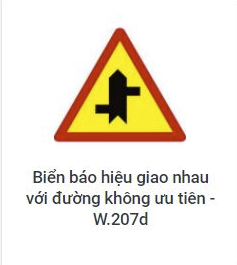 Biển báo hiệu giao nhau
với đường không ưu tiên -
W.207d